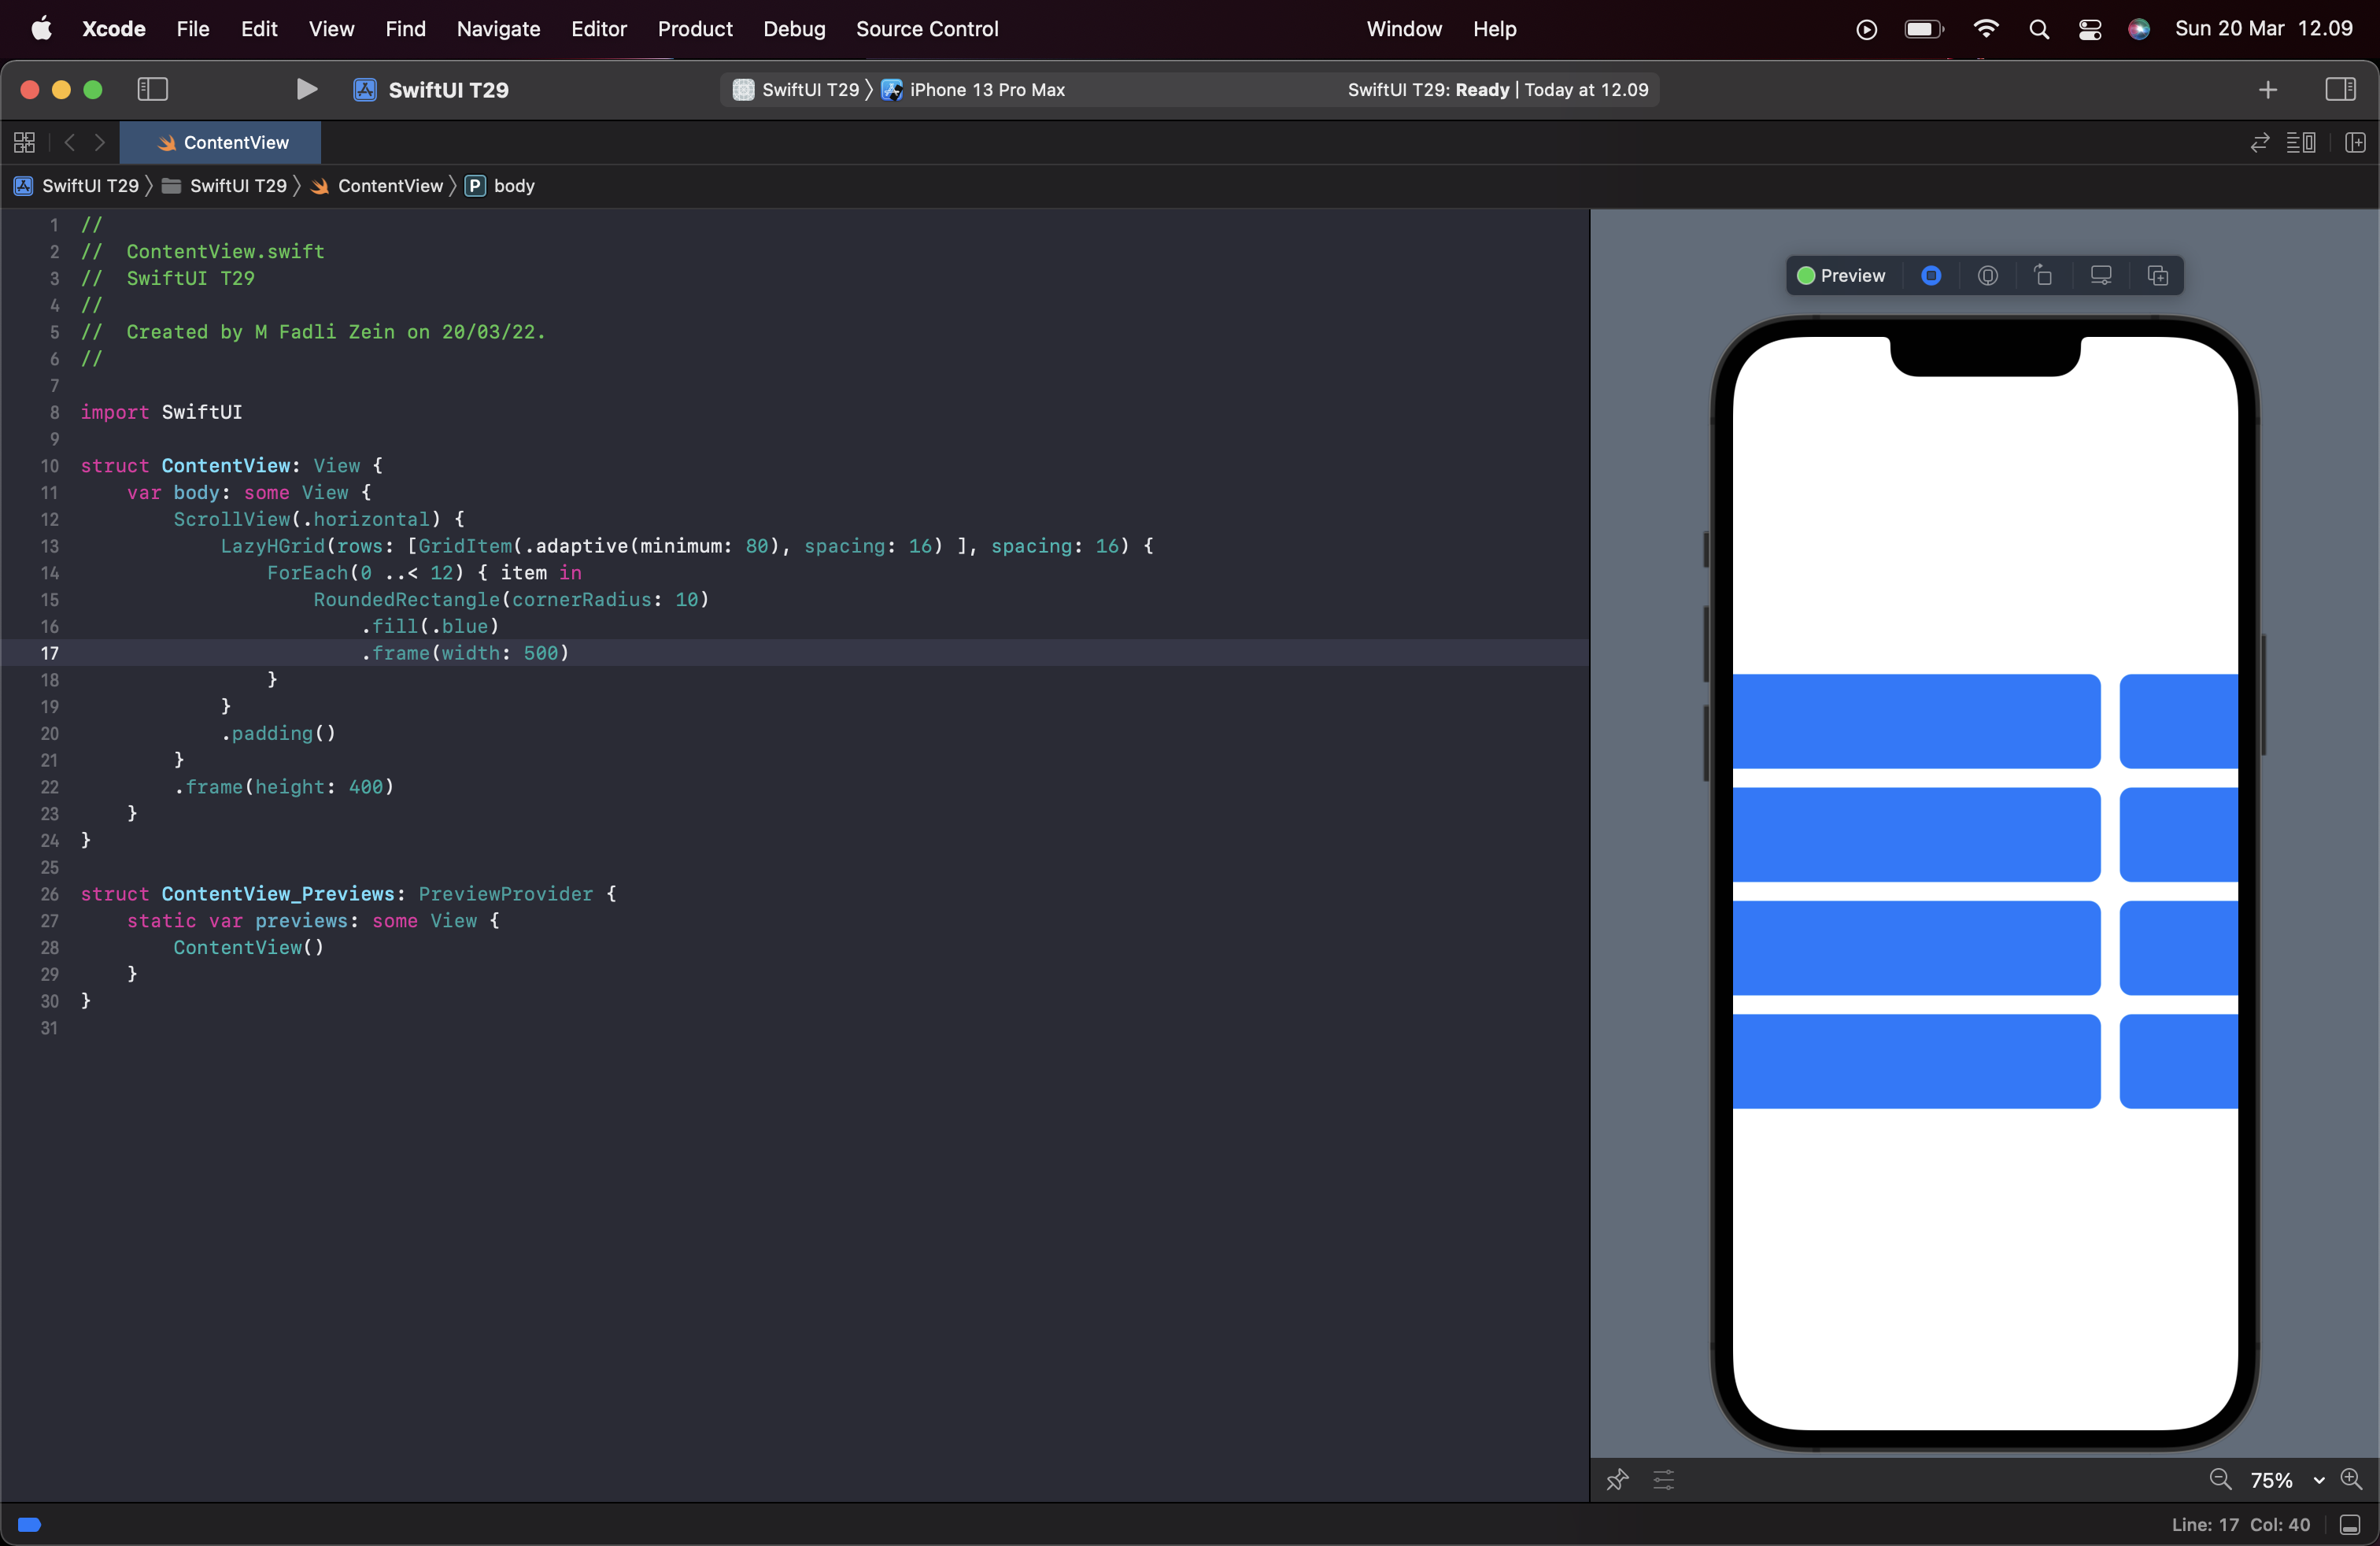 Xcode File Edit View Find Navigate Editor Product Debug Source Control Window Help Sun 20 Mar 12.09
SwiftUI T29 SwiftUI T29 iPhone 13 Pro Max SwiftUI T29: Ready | Today at 12.09
ContentView
SwiftUI T29 SwiftUI T29 ContentView P body
1 //
2 //  ContentView.swift
3 //  SwiftUI T29
4 //
5 //  Created by M Fadli Zein on 20/03/22.
6 //
7
8 import SwiftUI
9
10 struct ContentView: View {
11     var body: some View {
12         ScrollView(.horizontal) {
13             LazyHGrid(rows: [GridItem(.adaptive(minimum: 80), spacing: 16) ], spacing: 16) {
14                 ForEach(0 ..< 12) { item in
15                     RoundedRectangle(cornerRadius: 10)
16                         .fill(.blue)
17                         .frame(width: 500)
18                 }
19             }
20             .padding()
21         }
22         .frame(height: 400)
23     }
24 }
25
26 struct ContentView_Previews: PreviewProvider {
27     static var previews: some View {
28         ContentView()
29     }
30 }
31
Preview
75%
Line: 17 Col: 40